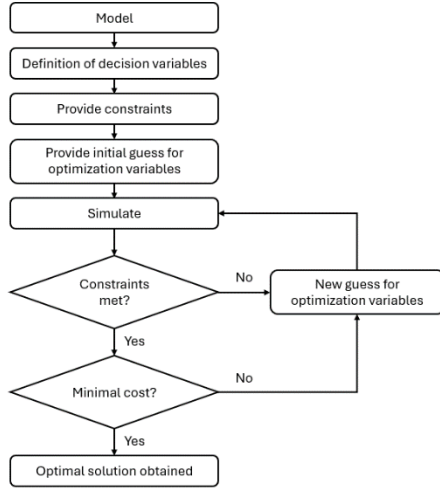 Model
Definition of decision variables
Provide constraints
Provide initial guess for
optimization variables
Simulate
Constraints
met?
No
New guess for
optimization variables
Yes
Minimal cost?
No
Yes
Optimal solution obtained